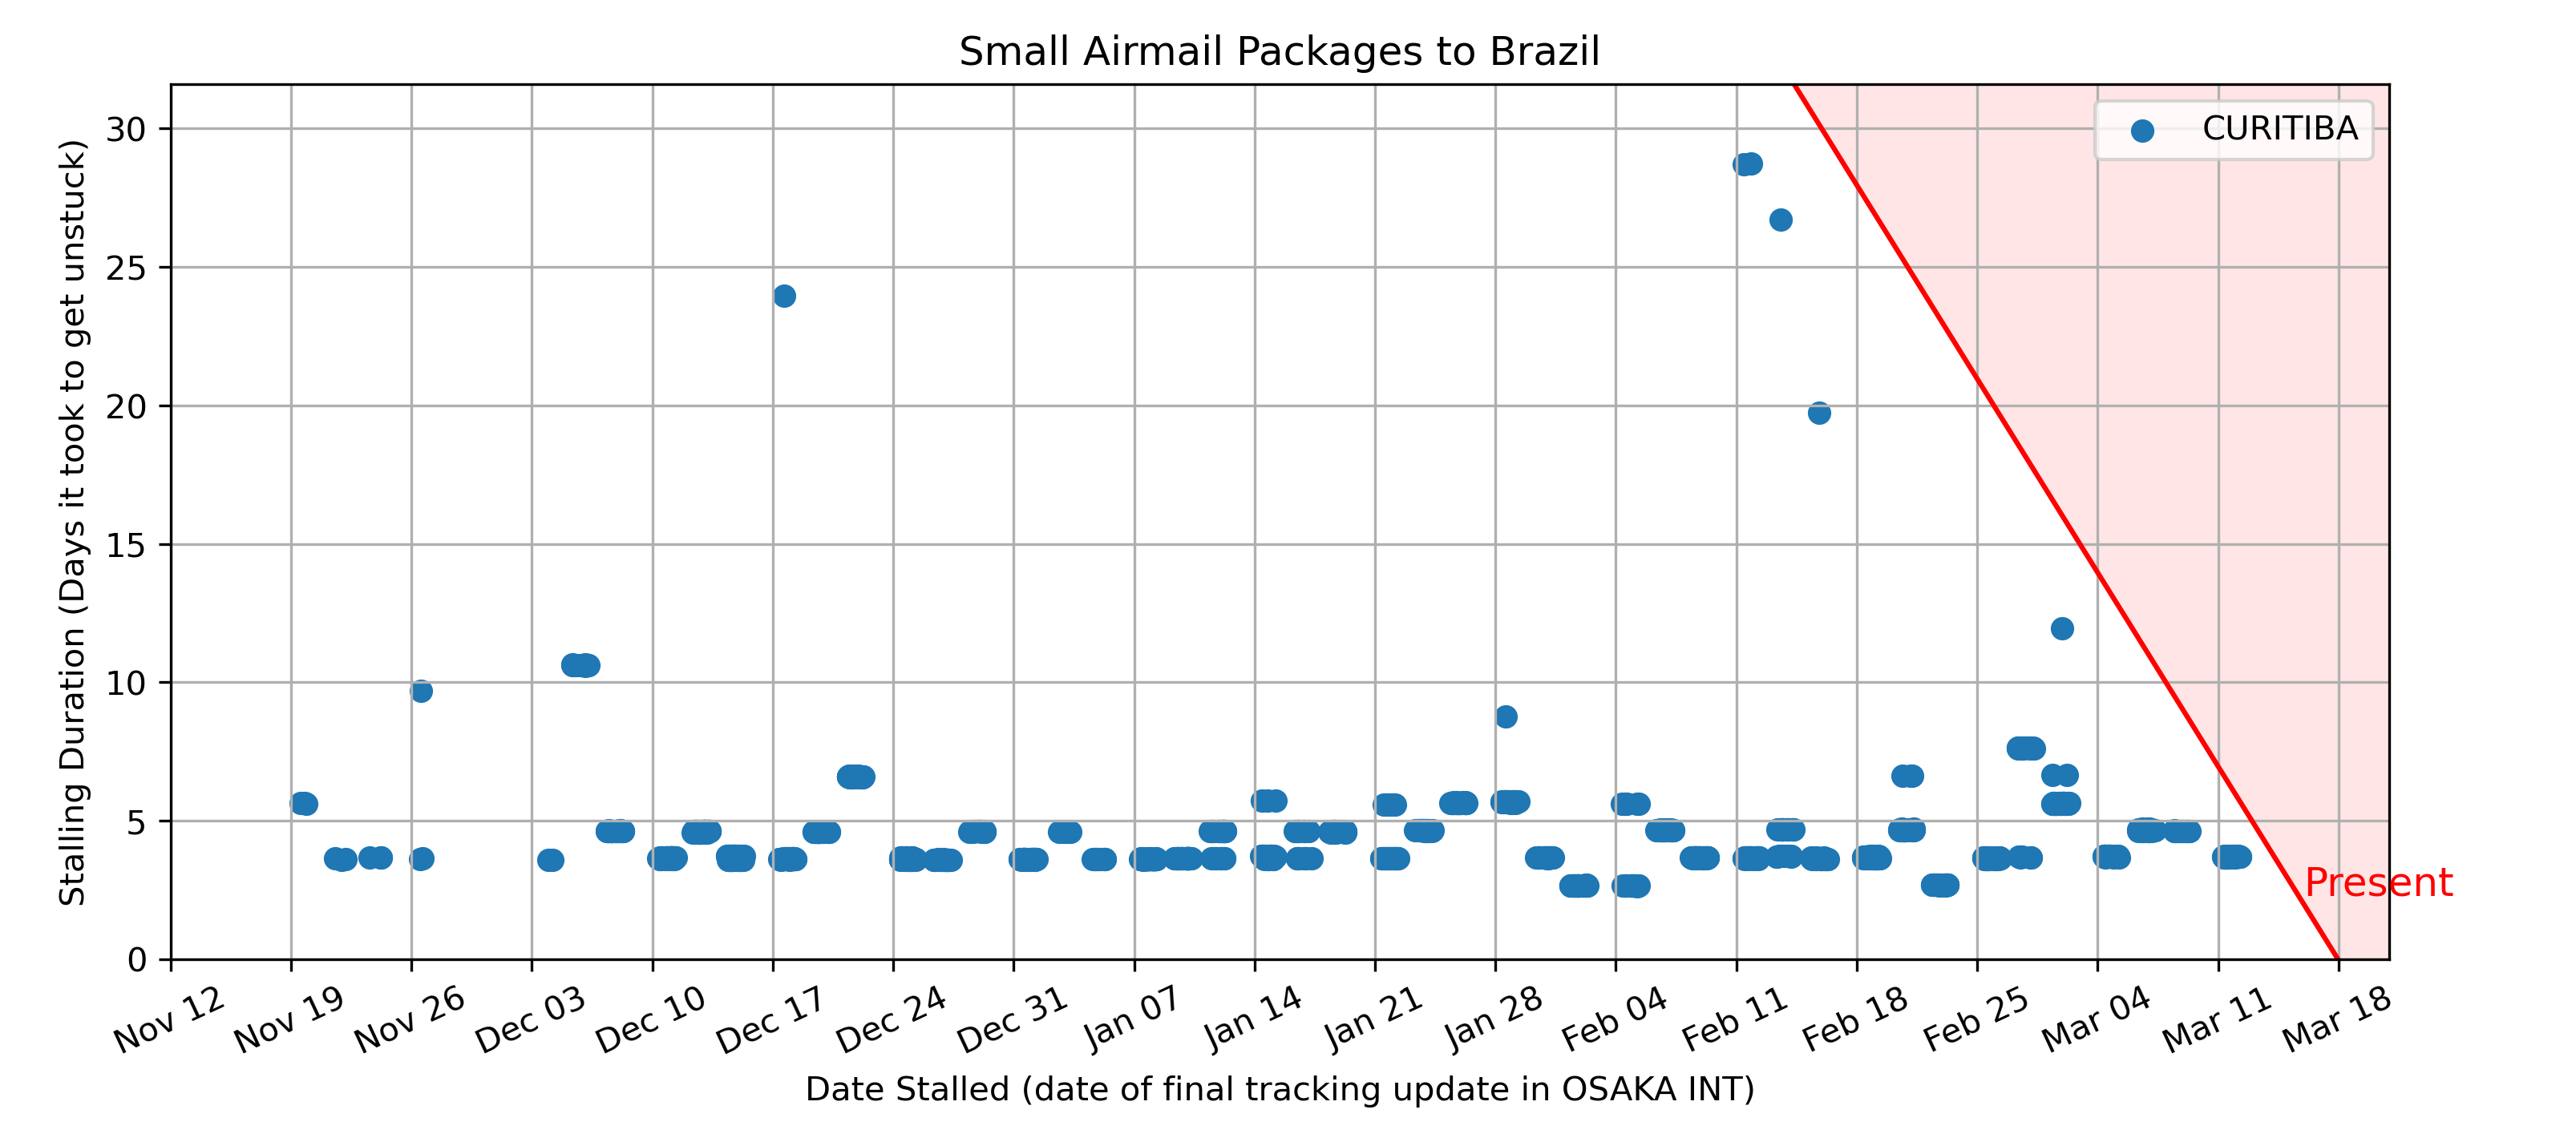 Small Airmail Packages to Brazil
CURITIBA
Stalling Duration (Days it took to get unstuck)
30
25
20
15
10
5
0
Present
Nov 12
Nov 19
Nov 26
Dec 03
Dec 10
Dec 17
Dec 24
Dec 31
Jan 07
Jan 14
Jan 21
Jan 28
Feb 04
Feb 11
Feb 18
Feb 25
Mar 04
Mar 11
Mar 18
Date Stalled (date of final tracking update in OSAKA INT)